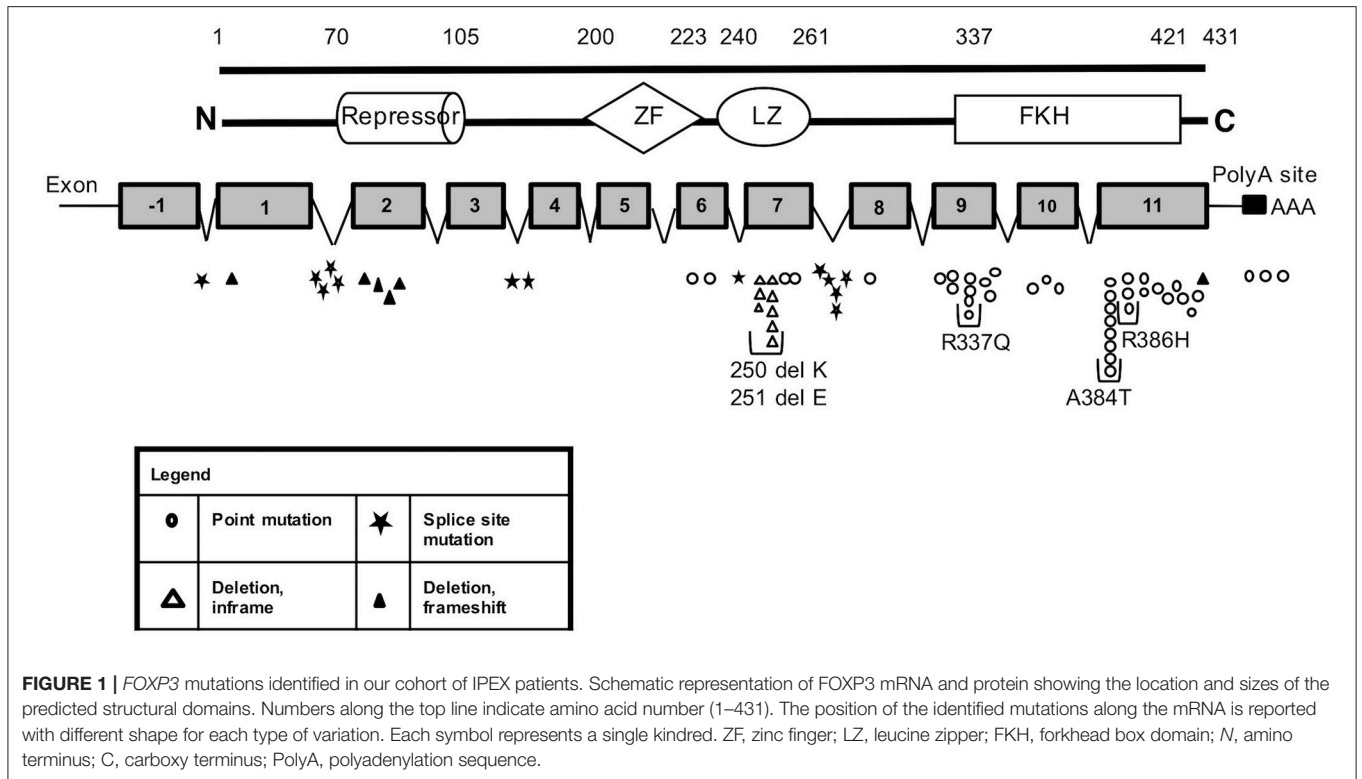 1 70 105 200 223 240 261 337 421 431
N Repressor ZF LZ FKH C
Exon
PolyA site
-1 1 2 3 4 5 6 7 8 9 10 11 AAA
R337Q
R386H
250 del K
251 del E
A384T
Legend
Point mutation
Splice site
mutation
Deletion,
inframe
Deletion,
frameshift
FIGURE 1 | FOXP3 mutations identified in our cohort of IPEX patients. Schematic representation of FOXP3 mRNA and protein showing the location and sizes of the
predicted structural domains. Numbers along the top line indicate amino acid number (1–431). The position of the identified mutations along the mRNA is reported
with different shape for each type of variation. Each symbol represents a single kindred. ZF, zinc finger; LZ, leucine zipper; FKH, forkhead box domain; N, amino
terminus; C, carboxy terminus; PolyA, polyadenylation sequence.